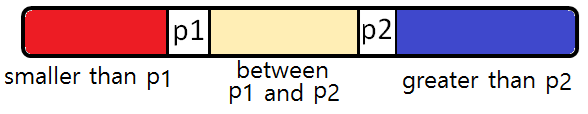 p1
p2
smaller than p1
between
p1 and p2
greater than p2